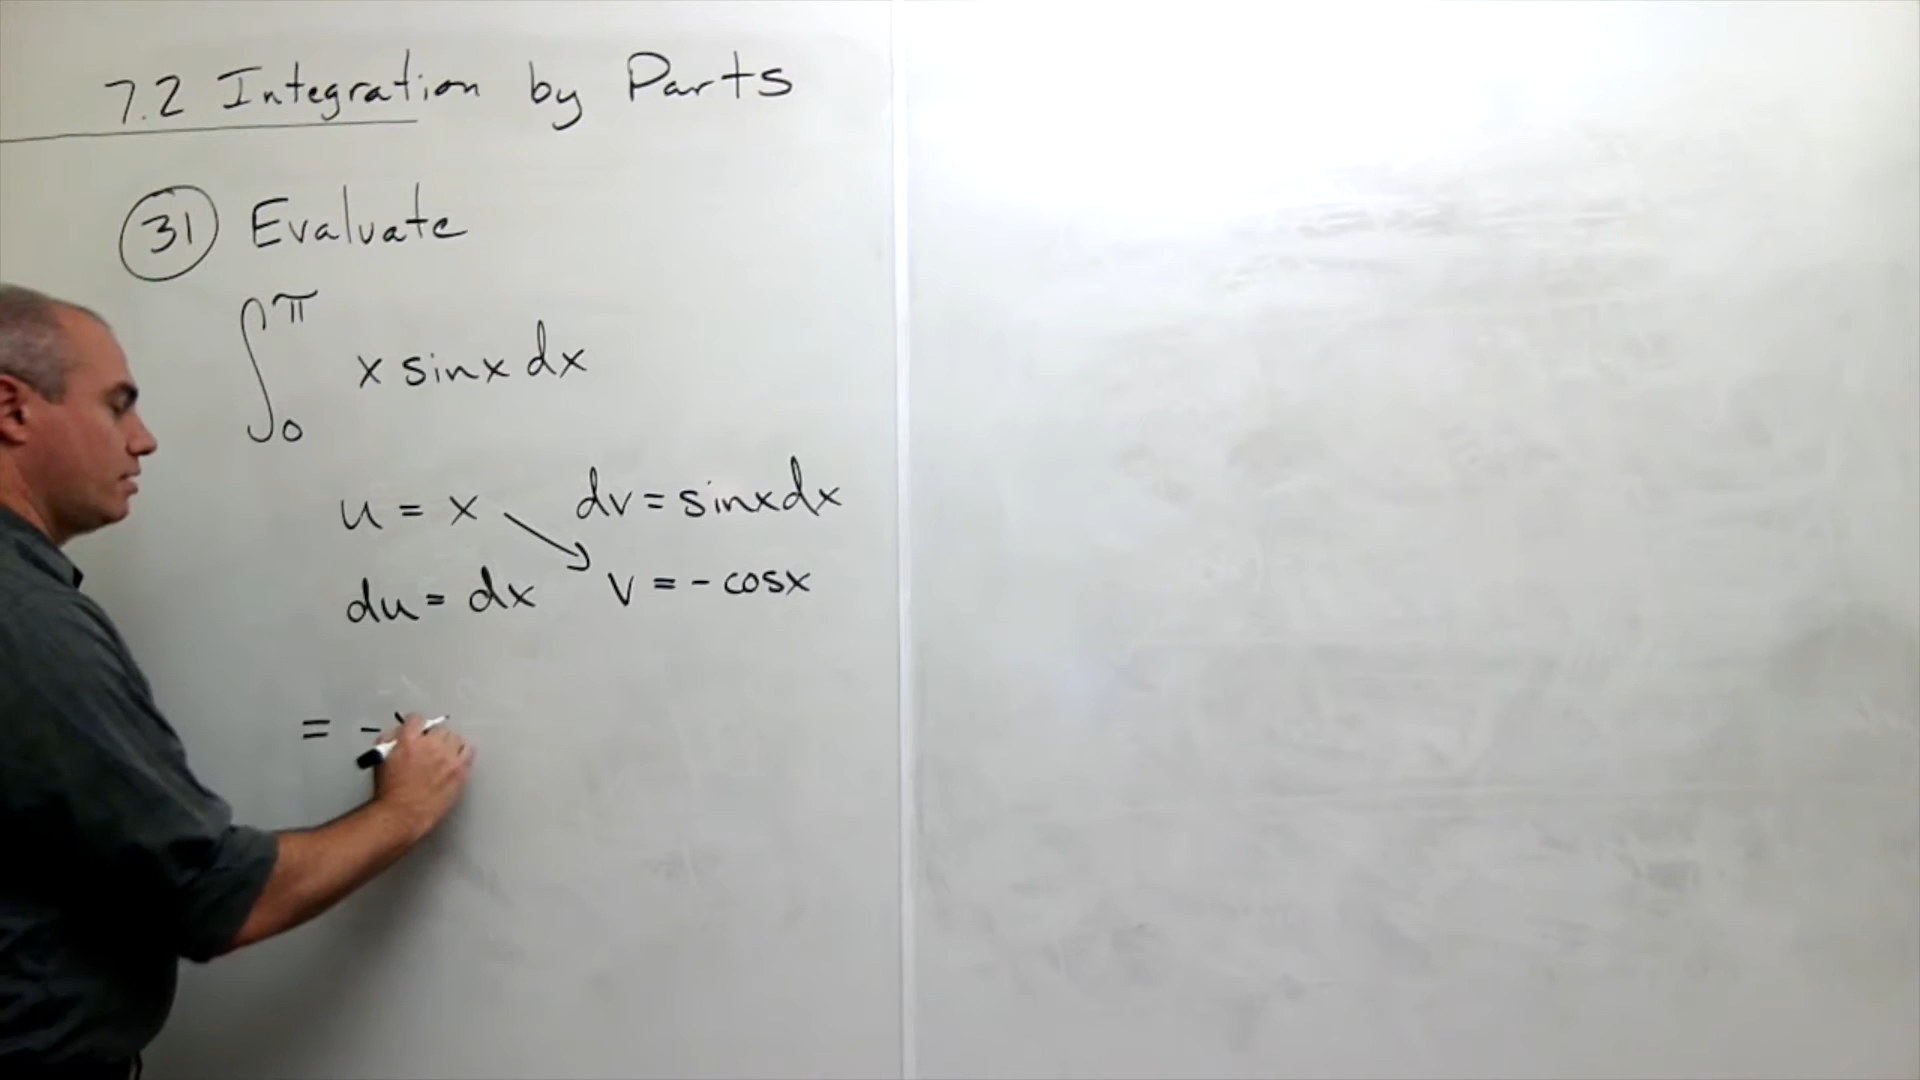 7.2 Integration by Parts
31 Evaluate
∫₀^π x sinx dx
u = x → dv = sinxdx
du = dx v = - cosx
= -